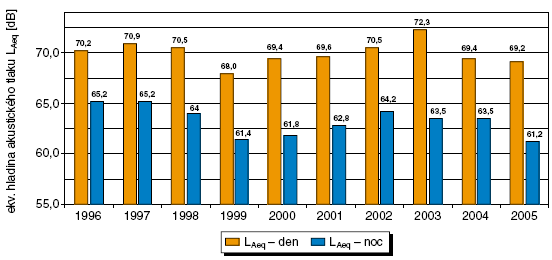 ekv. hladina akustického tlaku LAeq [dB]
72,3
70,2 70,9 70,5 68,0 69,4 69,6 70,5 69,4 69,2
65,2 65,2 64 61,4 61,8 62,8 64,2 63,5 63,5 61,2
70,0
65,0
60,0
55,0
1996 1997 1998 1999 2000 2001 2002 2003 2004 2005
LAeq – den LAeq – noc